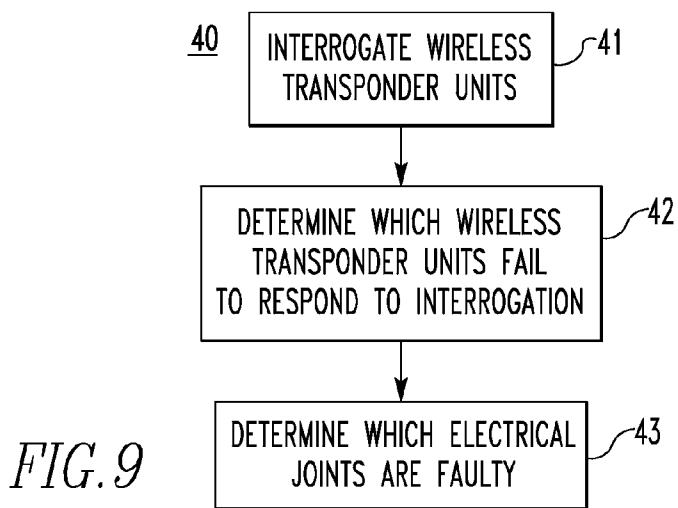 40
INTERROGATE WIRELESS
TRANSPONDER UNITS
41
DETERMINE WHICH WIRELESS
TRANSPONDER UNITS FAIL
TO RESPOND TO INTERROGATION
42
DETERMINE WHICH ELECTRICAL
JOINTS ARE FAULTY
43
FIG.9